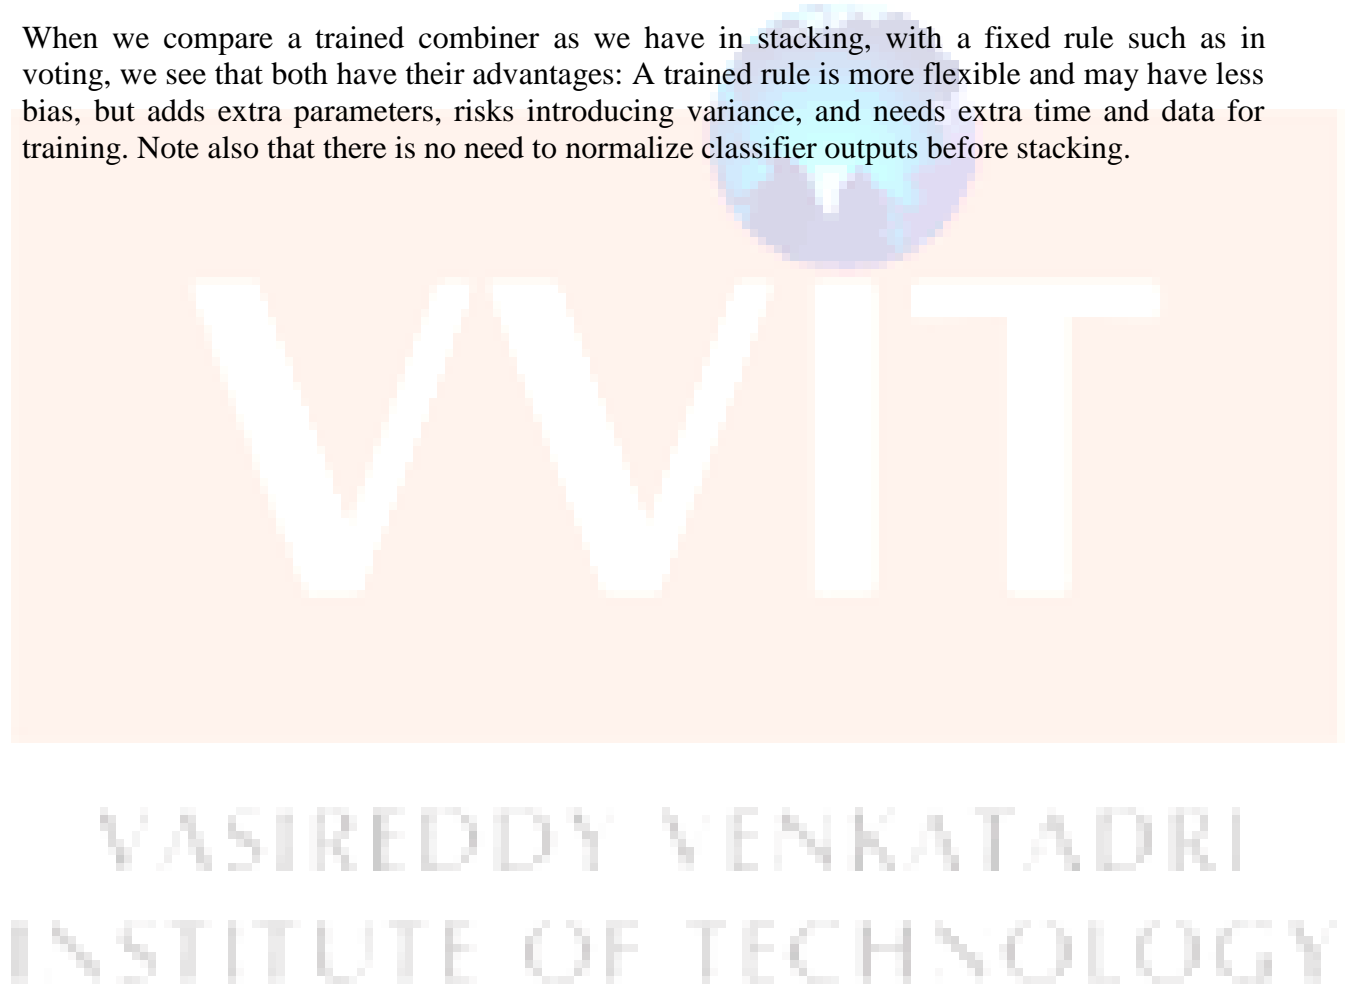 When we compare a trained combiner as we have in stacking, with a fixed rule such as in
voting, we see that both have their advantages: A trained rule is more flexible and may have less
bias, but adds extra parameters, risks introducing variance, and needs extra time and data for
training. Note also that there is no need to normalize classifier outputs before stacking.
VVIT
VASIREDDY VENKATADRI
INSTITUTE OF TECHNOLOGY